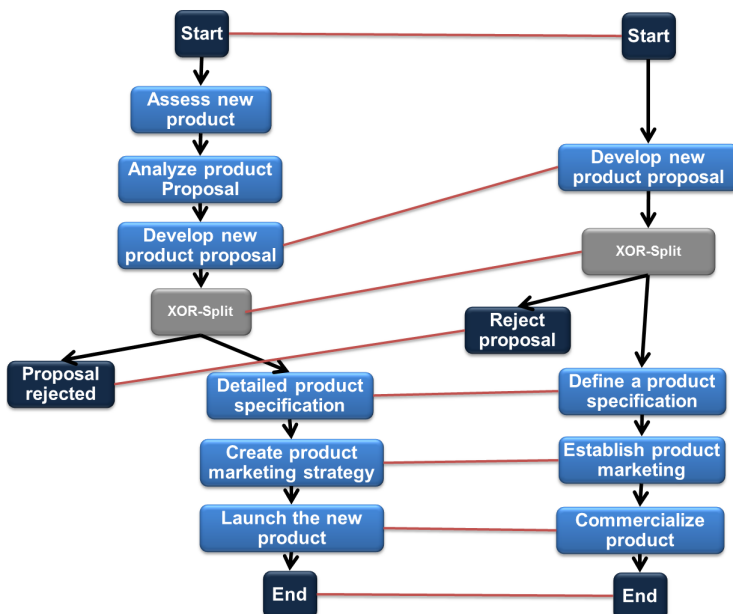 Start
Start
Assess new
product
Analyze product
Proposal
Develop new
product proposal
Develop new
product proposal
XOR-Split
XOR-Split
Reject
proposal
Proposal
rejected
Detailed product
specification
Define a product
specification
Create product
marketing strategy
Establish product
marketing
Launch the new
product
Commercialize
product
End
End